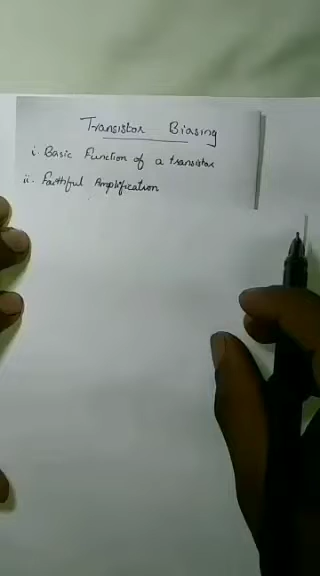 Transistor Biasing
i. Basic Function of a transistor
ii. Faithful Amplification